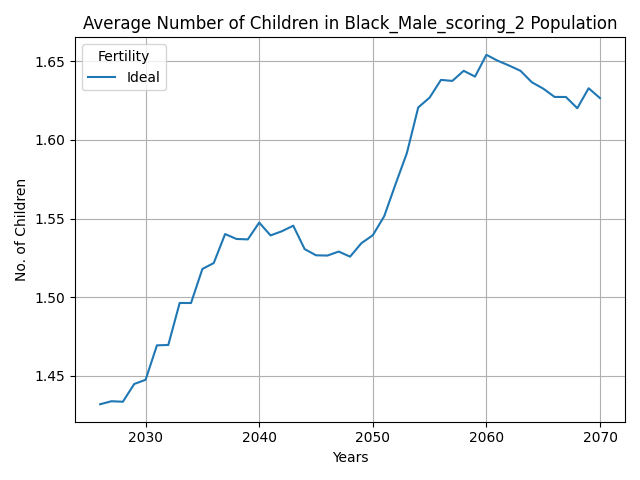 Average Number of Children in Black_Male_scoring_2 Population
Fertility
Ideal
No. of Children
1.65
1.60
1.55
1.50
1.45
2030 2040 2050 2060 2070
Years